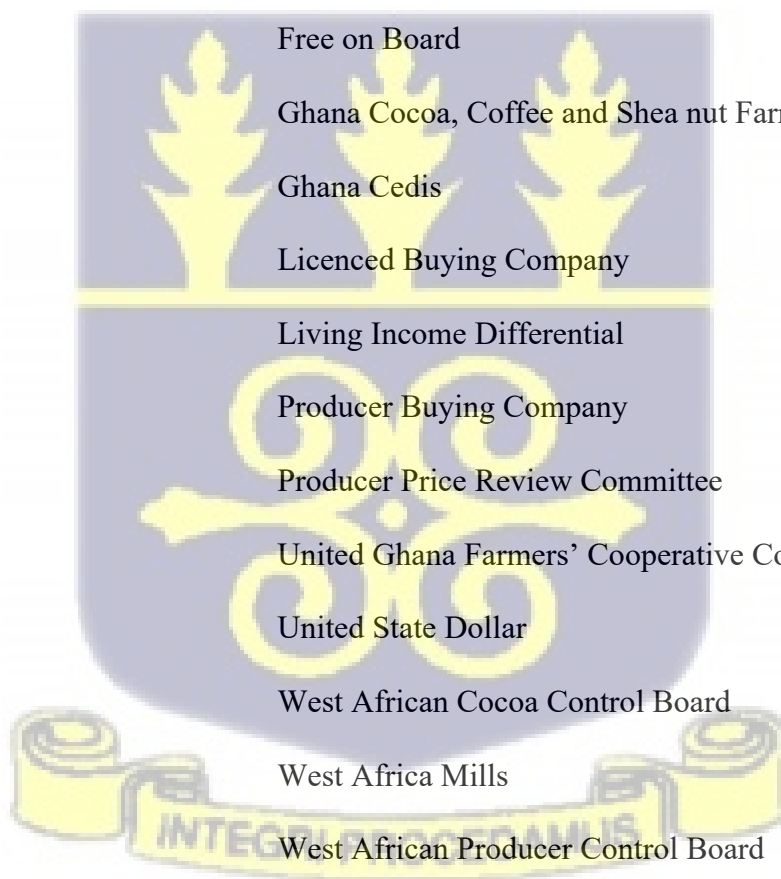 Free on Board
Ghana Cocoa, Coffee and Shea nut
Ghana Cedis
Licenced Buying Company
Living Income Differential
Producer Buying Company
Producer Price Review Committee
United Ghana Farmers’ Cooperative
United State Dollar
West African Cocoa Control Board
West Africa Mills
West African Producer Control Board
INTEGRI PROCEDAMUS